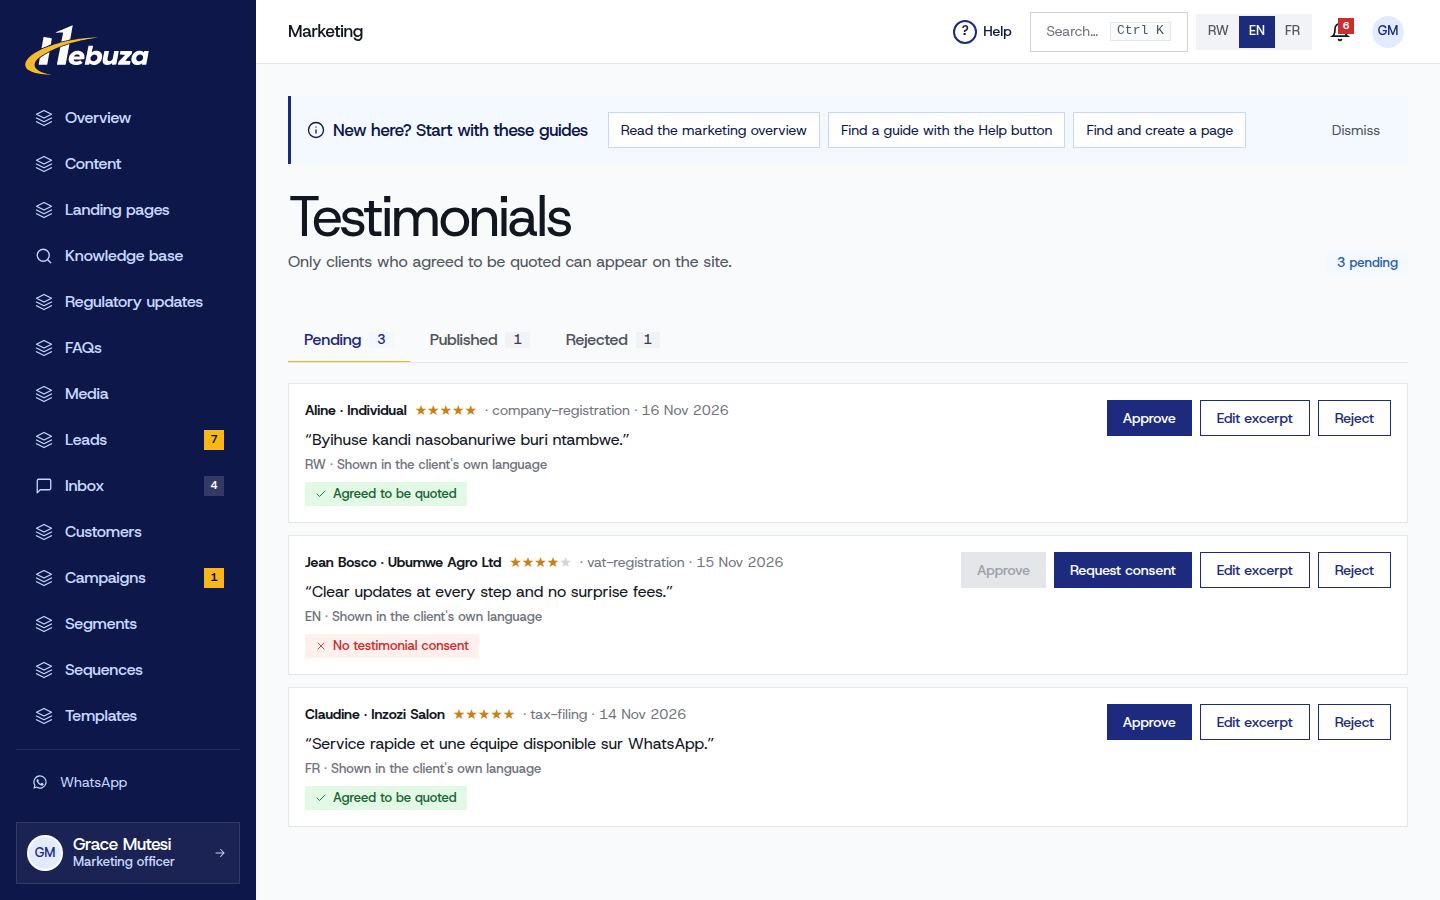 Hebuza
Overview
Content
Landing pages
Knowledge base
Regulatory updates
FAQs
Media
Leads 7
Inbox 4
Customers
Campaigns 1
Segments
Sequences
Templates
WhatsApp
GM Grace Mutesi
Marketing officer
Marketing
? Help
Search... Ctrl K
RW EN FR
6
GM
New here? Start with these guides
Read the marketing overview
Find a guide with the Help button
Find and create a page
Dismiss
Testimonials
Only clients who agreed to be quoted can appear on the site.
3 pending
Pending 3 Published 1 Rejected 1
Aline · Individual ★★★★★ · company-registration · 16 Nov 2026
“Byihuse kandi nasobanuriwe buri ntambwe.”
RW · Shown in the client's own language
Agreed to be quoted
Approve Edit excerpt Reject
Jean Bosco · Ubumwe Agro Ltd ★★★★★ · vat-registration · 15 Nov 2026
“Clear updates at every step and no surprise fees.”
EN · Shown in the client's own language
No testimonial consent
Approve Request consent Edit excerpt Reject
Claudine · Inzozi Salon ★★★★★ · tax-filing · 14 Nov 2026
“Service rapide et une équipe disponible sur WhatsApp.”
FR · Shown in the client's own language
Agreed to be quoted
Approve Edit excerpt Reject